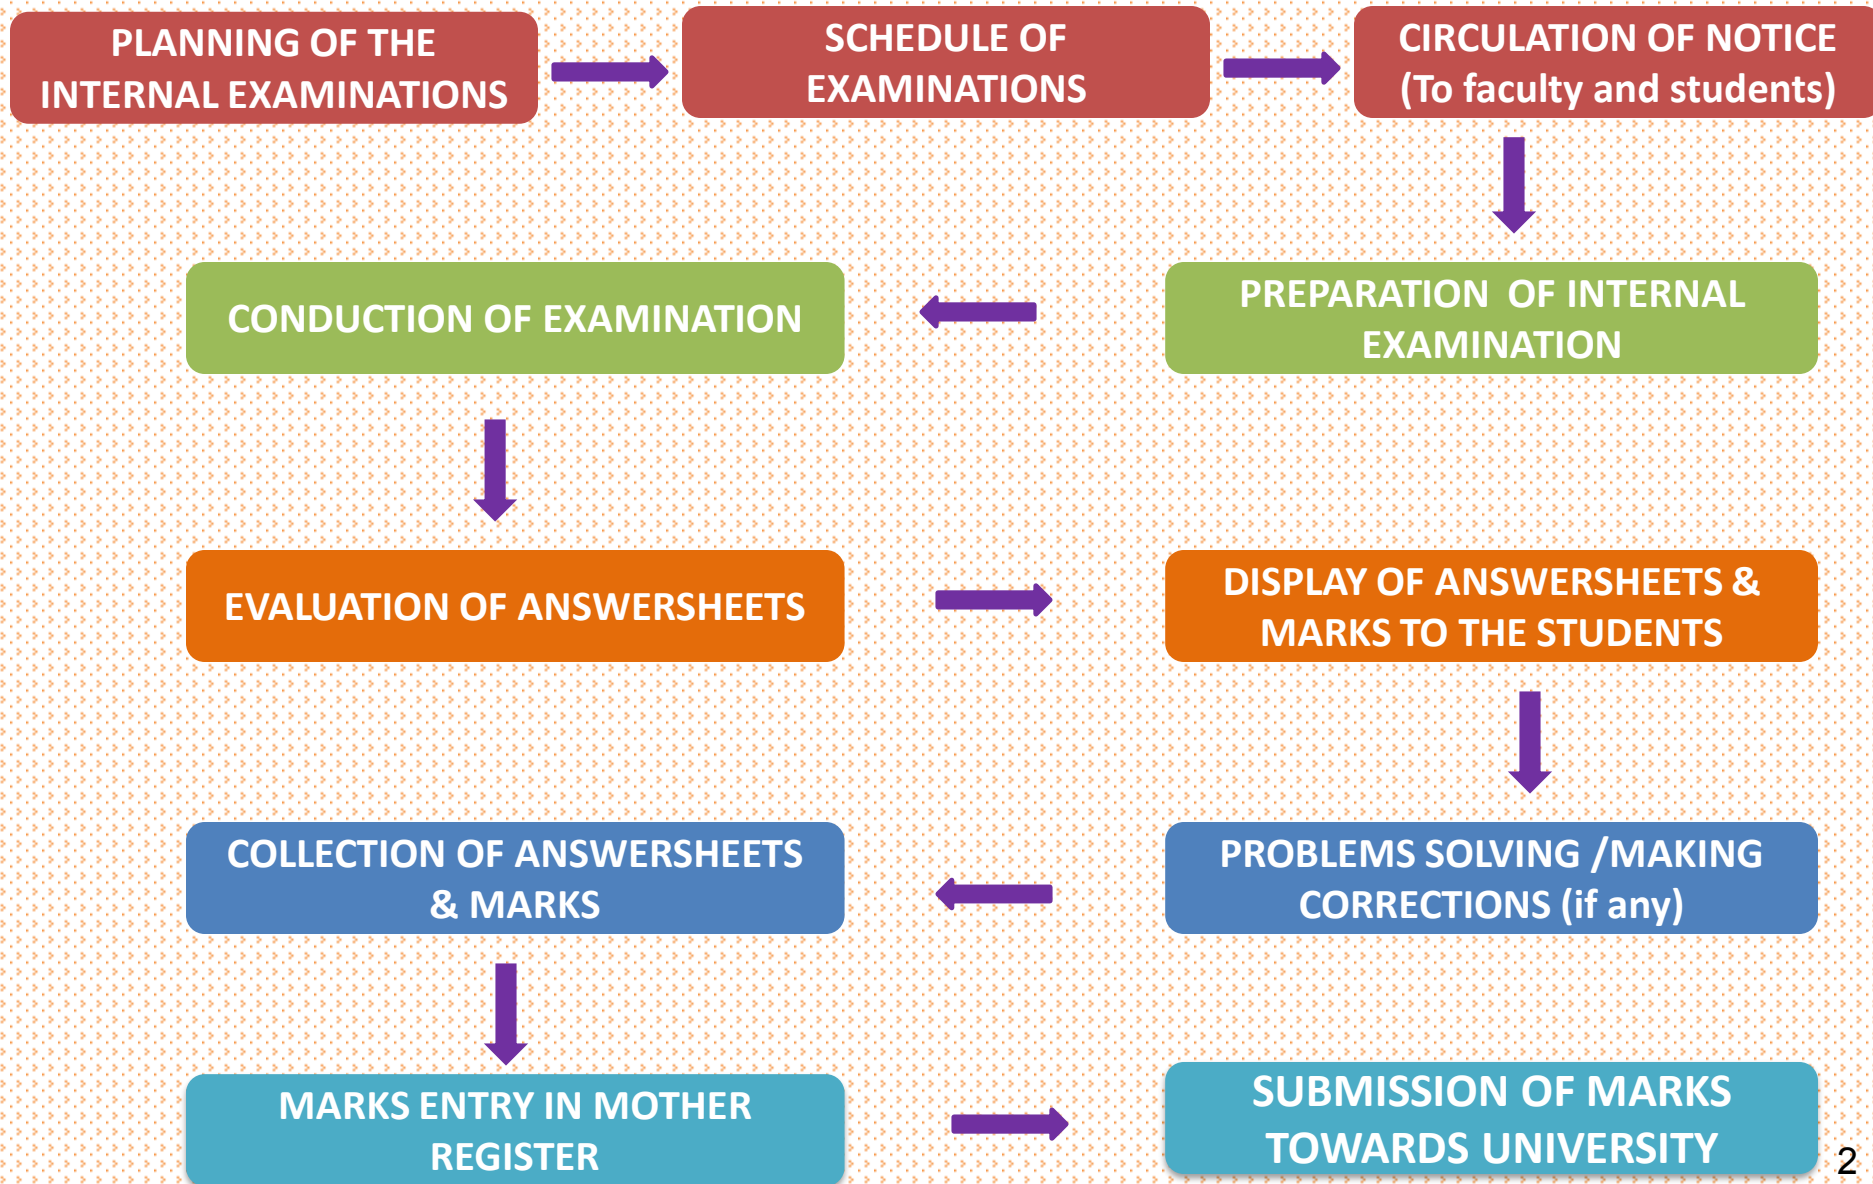 PLANNING OF THE
INTERNAL EXAMINATIONS
SCHEDULE OF
EXAMINATIONS
CIRCULATION OF NOTICE
(To faculty and students)
PREPARATION OF INTERNAL
EXAMINATION
CONDUCTION OF EXAMINATION
EVALUATION OF ANSWERSHEETS
DISPLAY OF ANSWERSHEETS &
MARKS TO THE STUDENTS
PROBLEMS SOLVING /MAKING
CORRECTIONS (if any)
COLLECTION OF ANSWERSHEETS
& MARKS
MARKS ENTRY IN MOTHER
REGISTER
SUBMISSION OF MARKS
TOWARDS UNIVERSITY
2